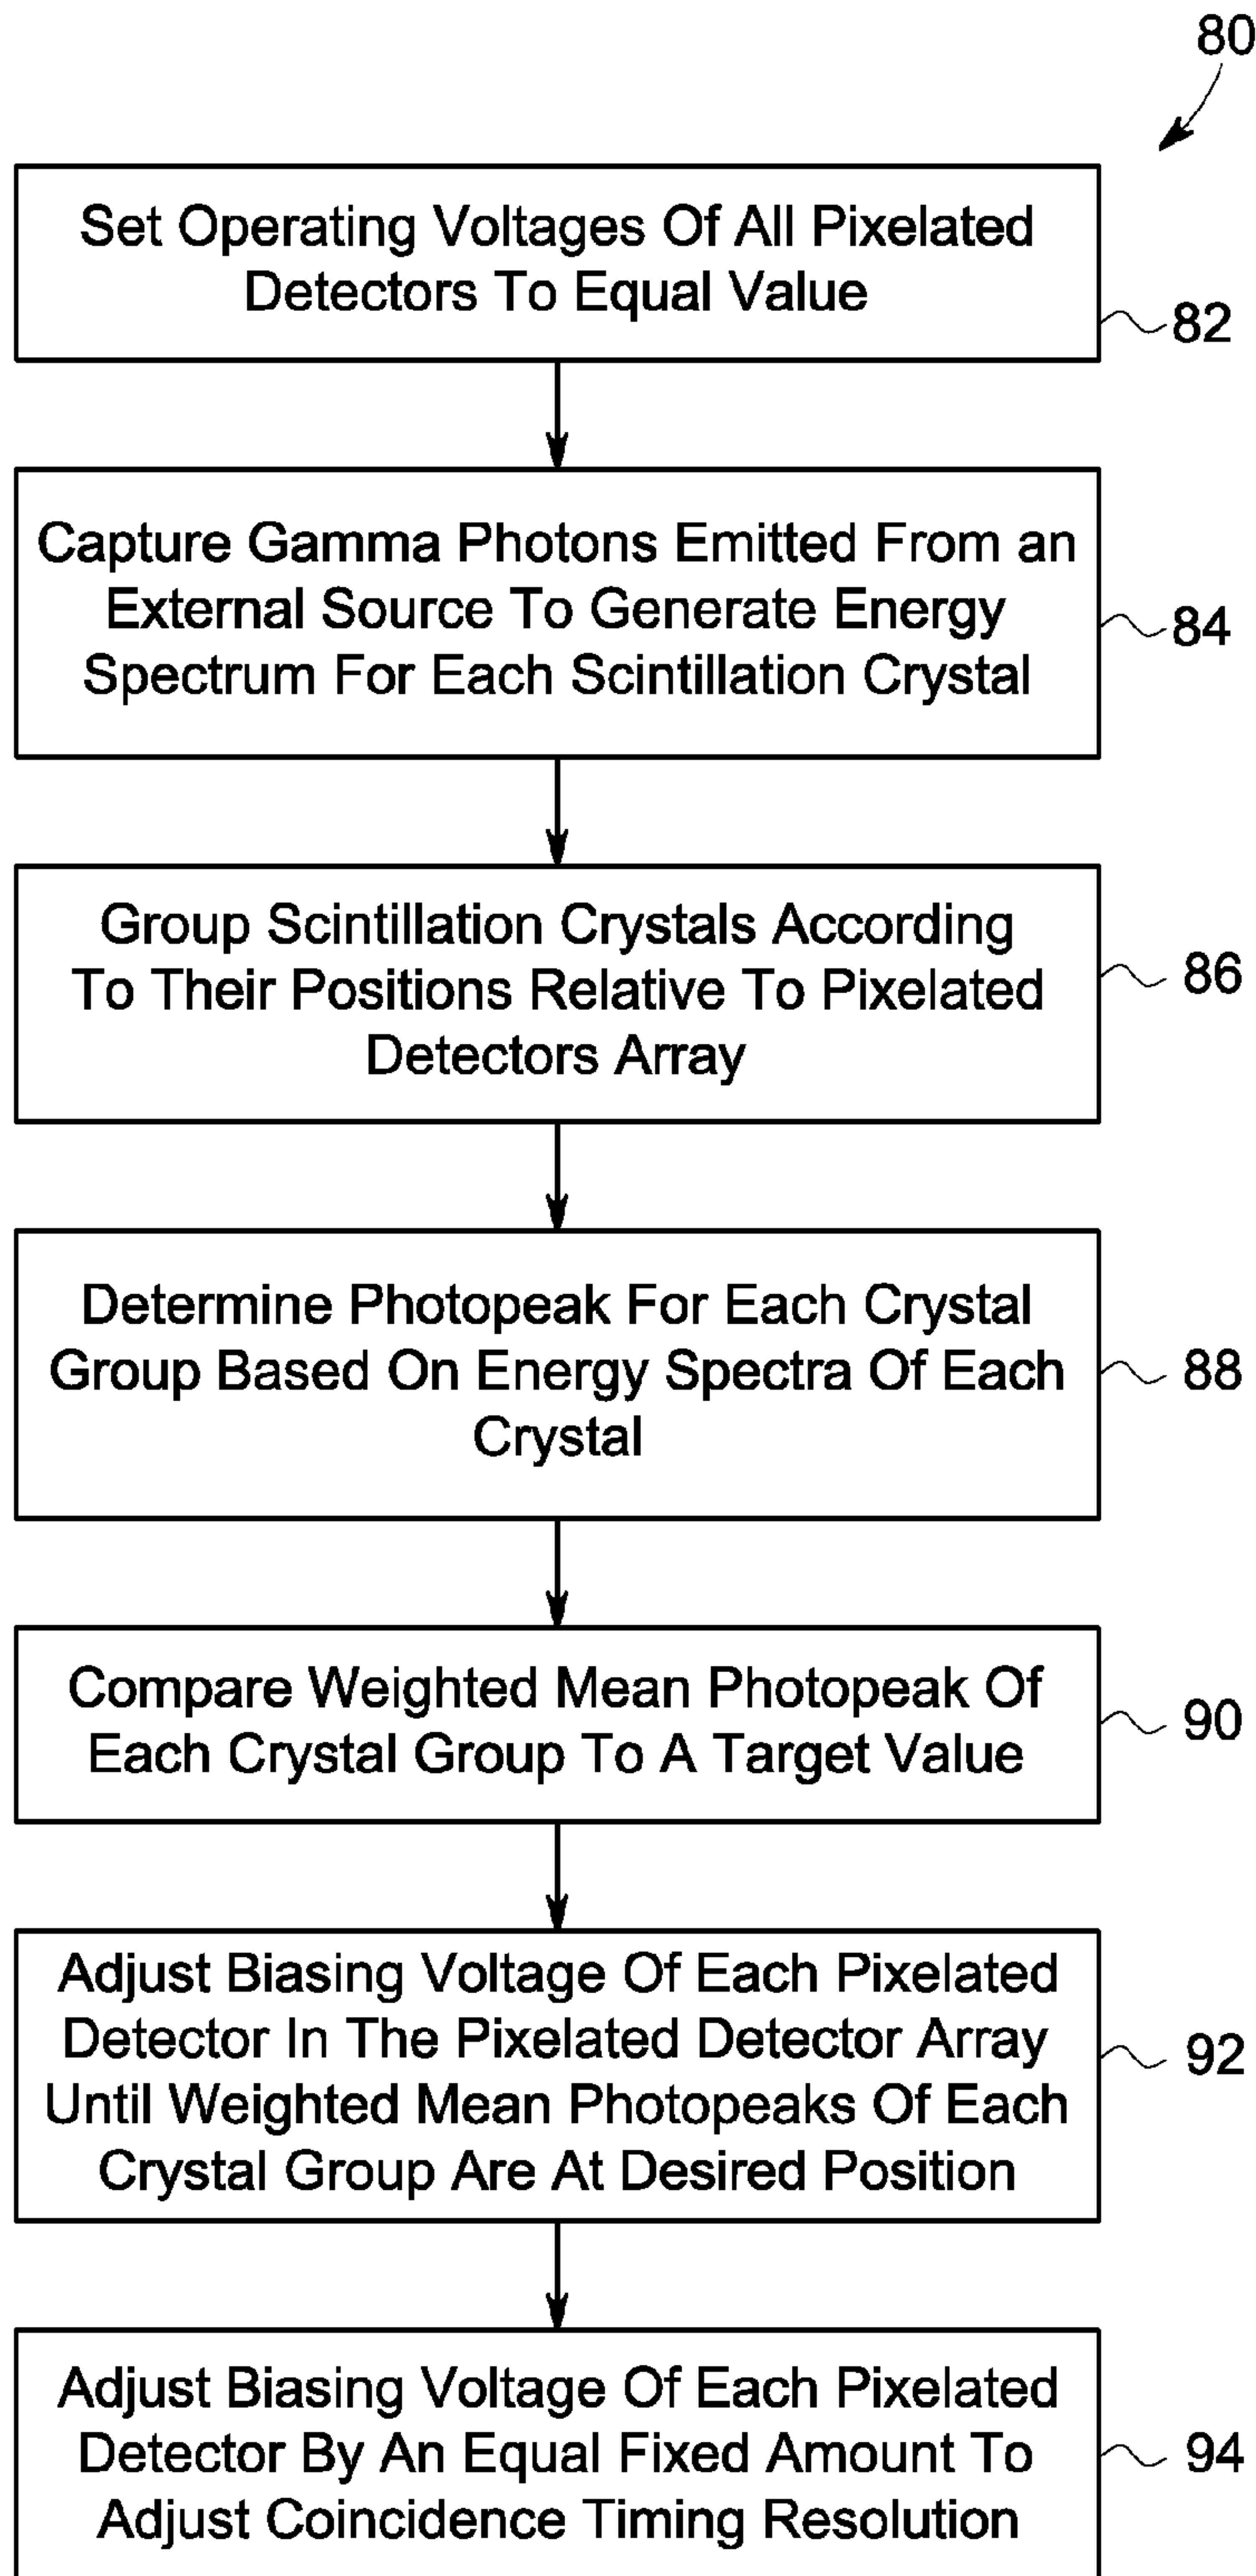 80
Set Operating Voltages Of All Pixelated
Detectors To Equal Value
82
Capture Gamma Photons Emitted From an
External Source To Generate Energy
Spectrum For Each Scintillation Crystal
84
Group Scintillation Crystals According
To Their Positions Relative To Pixelated
Detectors Array
86
Determine Photopeak For Each Crystal
Group Based On Energy Spectra Of Each
Crystal
88
Compare Weighted Mean Photopeak Of
Each Crystal Group To A Target Value
90
Adjust Biasing Voltage Of Each Pixelated
Detector In The Pixelated Detector Array
Until Weighted Mean Photopeaks Of Each
Crystal Group Are At Desired Position
92
Adjust Biasing Voltage Of Each Pixelated
Detector By An Equal Fixed Amount To
Adjust Coincidence Timing Resolution
94